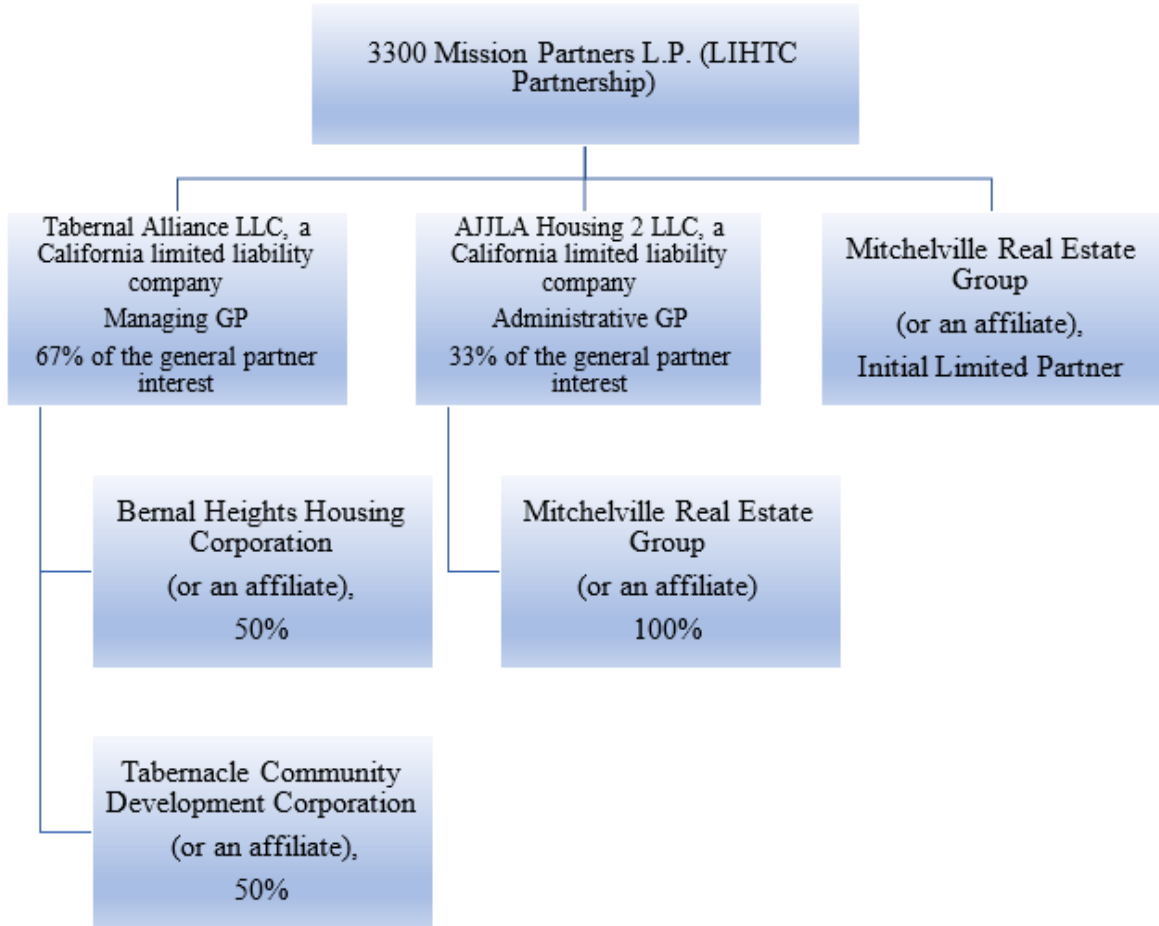 3300 Mission Partners L.P. (LIHTC
Partnership)
Tabernal Alliance LLC, a
California limited liability
company
Managing GP
67% of the general partner
interest
AJJLA Housing 2 LLC, a
California limited liability
company
Administrative GP
33% of the general partner
interest
Mitchelville Real Estate
Group
(or an affiliate),
Initial Limited Partner
Bernal Heights Housing
Corporation
(or an affiliate),
50%
Mitchelville Real Estate
Group
(or an affiliate)
100%
Tabernacle Community
Development Corporation
(or an affiliate),
50%